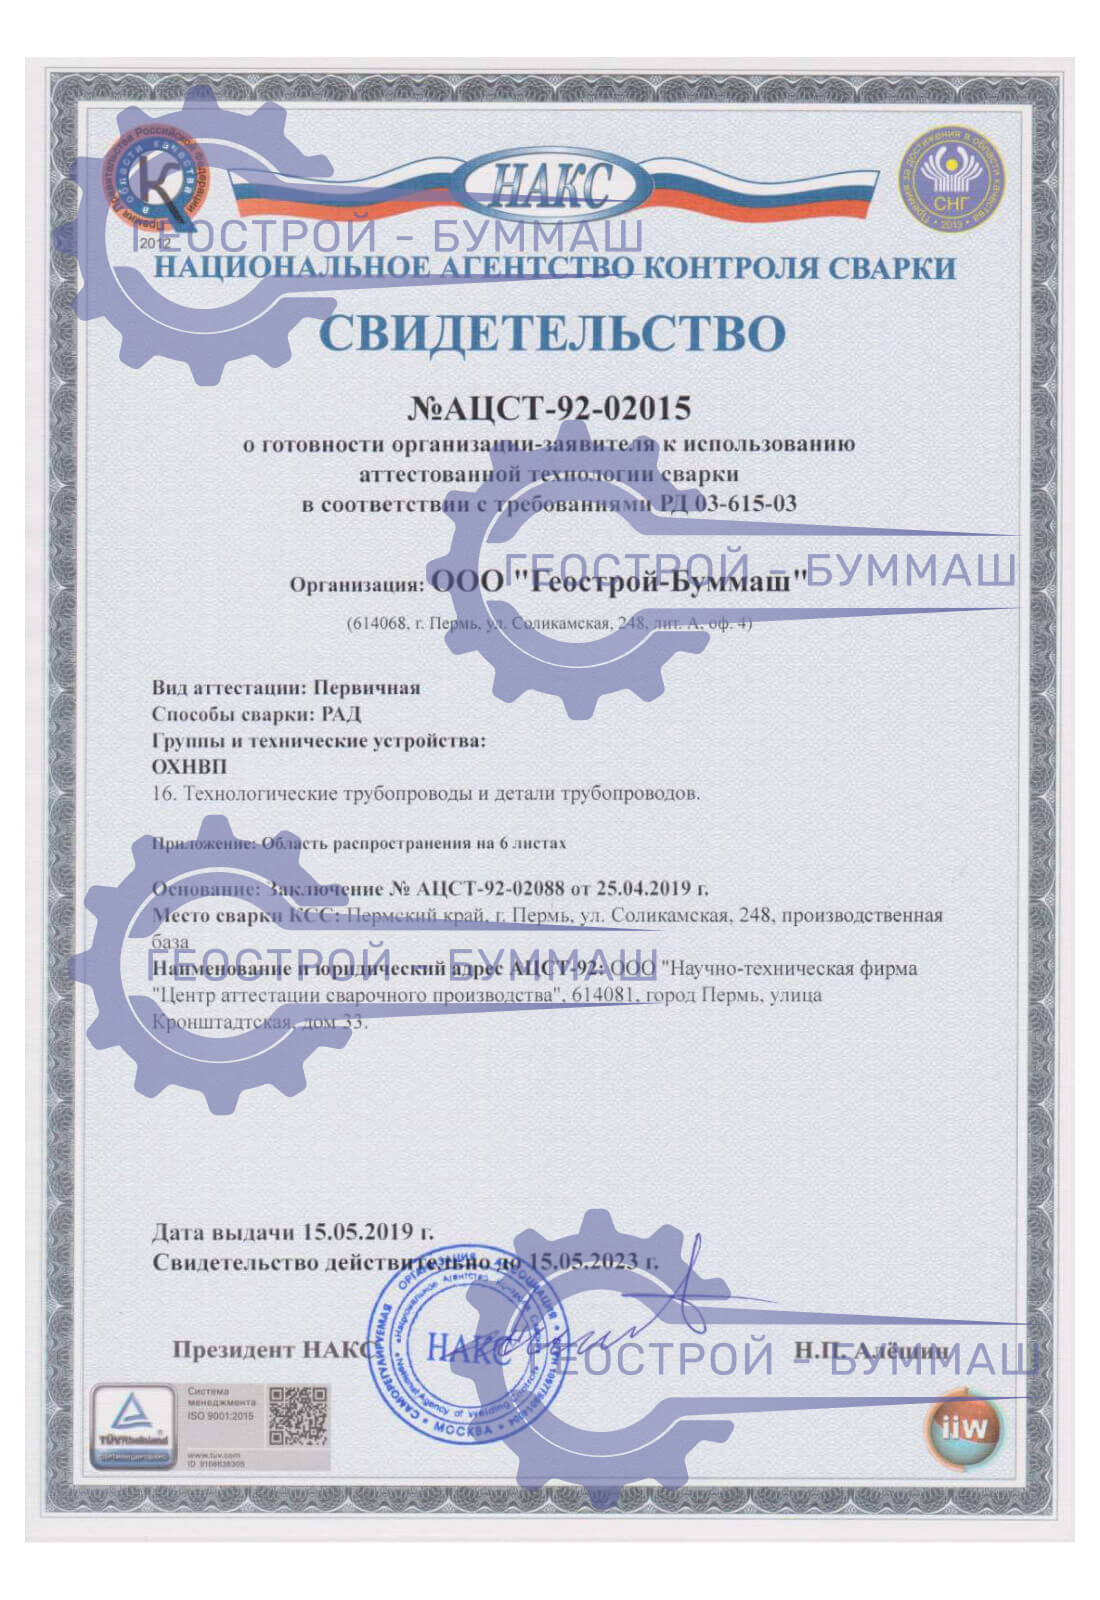 Премия Правительства Российской Федерации
в области качества
2012
НАКС
Премия за достижения в области качества
СНГ
2013
НАЦИОНАЛЬНОЕ АГЕНТСТВО КОНТРОЛЯ СВАРКИ
СВИДЕТЕЛЬСТВО
№АЦСТ-92-02015
о готовности организации-заявителя к использованию
аттестованной технологии сварки
в соответствии с требованиями РД 03-615-03
Организация: ООО "Геострой-Буммаш"
(614068, г. Пермь, ул. Соликамская, 248, лит. А, оф. 4)
Вид аттестации: Первичная
Способы сварки: РАД
Группы и технические устройства:
ОХНВП
16. Технологические трубопроводы и детали трубопроводов.
Приложение: Область распространения на 6 листах
Основание: Заключение № АЦСТ-92-02088 от 25.04.2019 г.
Место сварки КСС: Пермский край, г. Пермь, ул. Соликамская, 248, производственная
база
Наименование и юридический адрес АЦСТ-92: ООО "Научно-техническая фирма
"Центр аттестации сварочного производства", 614081, город Пермь, улица
Кронштадтская, дом 33.
Дата выдачи 15.05.2019 г.
Свидетельство действительно до 15.05.2023 г.
Президент НАКС
Н.П. Алёшин
САМОРЕГУЛИРУЕМАЯ ОРГАНИЗАЦИЯ АССОЦИАЦИЯ
«Национальное Агентство Контроля Сварки»
НАКС
National Agency of Welding Control
МОСКВА
TÜVRheinland
Система
менеджмента
ISO 9001:2015
www.tuv.com
ID 9108638305
iiw
ГЕОСТРОЙ - БУММАШ
ГЕОСТРОЙ - БУММАШ
ГЕОСТРОЙ - БУММАШ
ГЕОСТРОЙ - БУММАШ